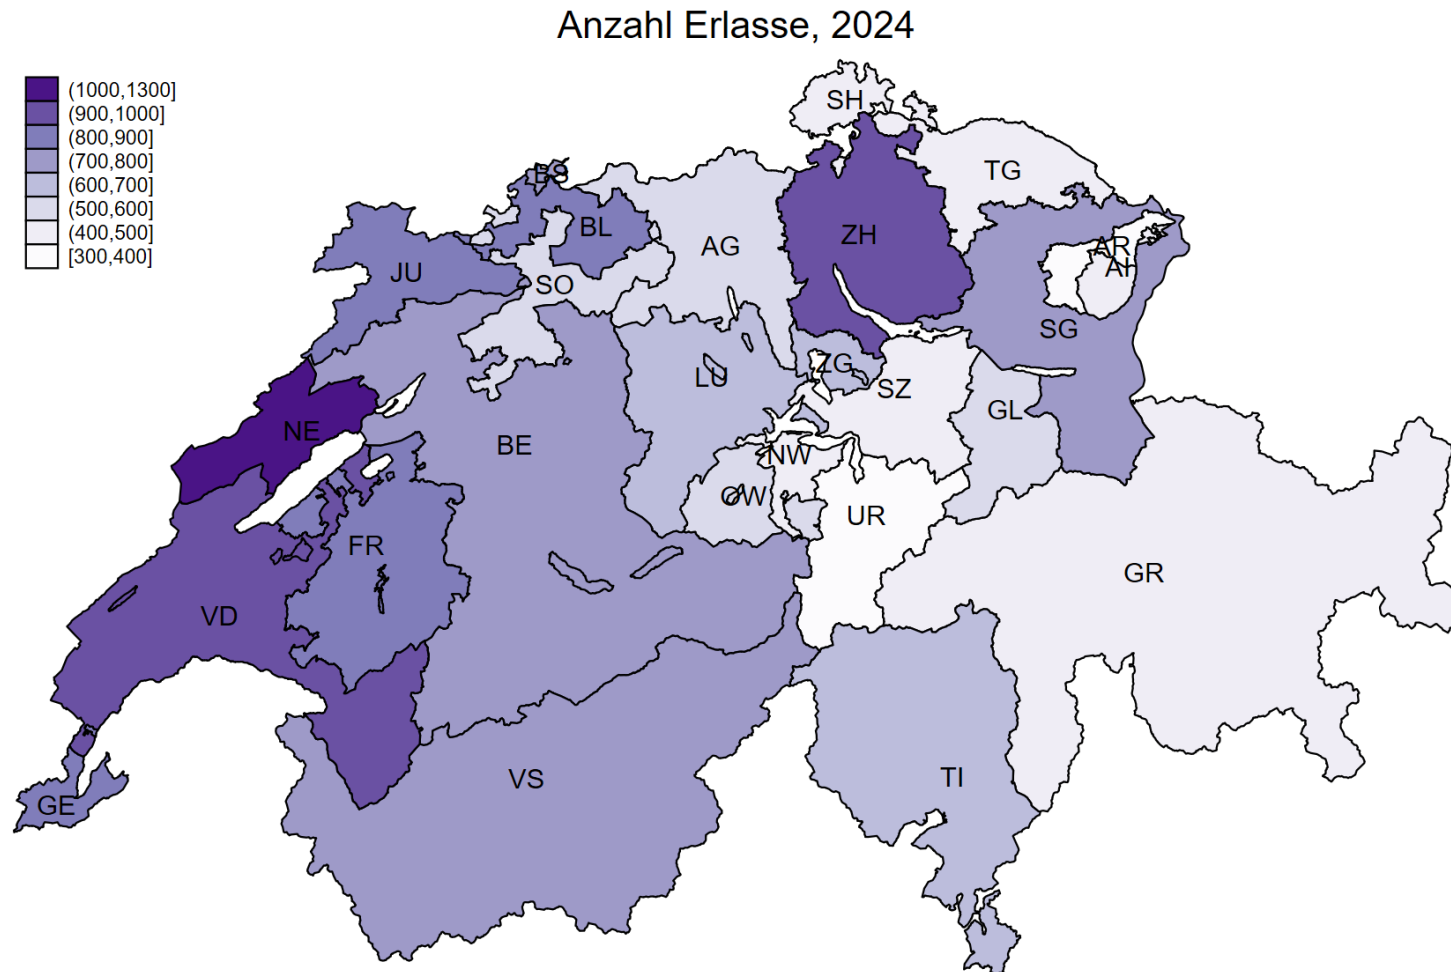 Anzahl Erlasse, 2024
(1000,1300]
(900,1000]
(800,900]
(700,800]
(600,700]
(500,600]
(400,500]
[300,400]
SH
TG
BS
BL
ZH
AG
AR
AI
JU
SO
SG
ZG
LU
SZ
GL
NE
BE
NW
OW
UR
FR
GR
VD
VS
TI
GE